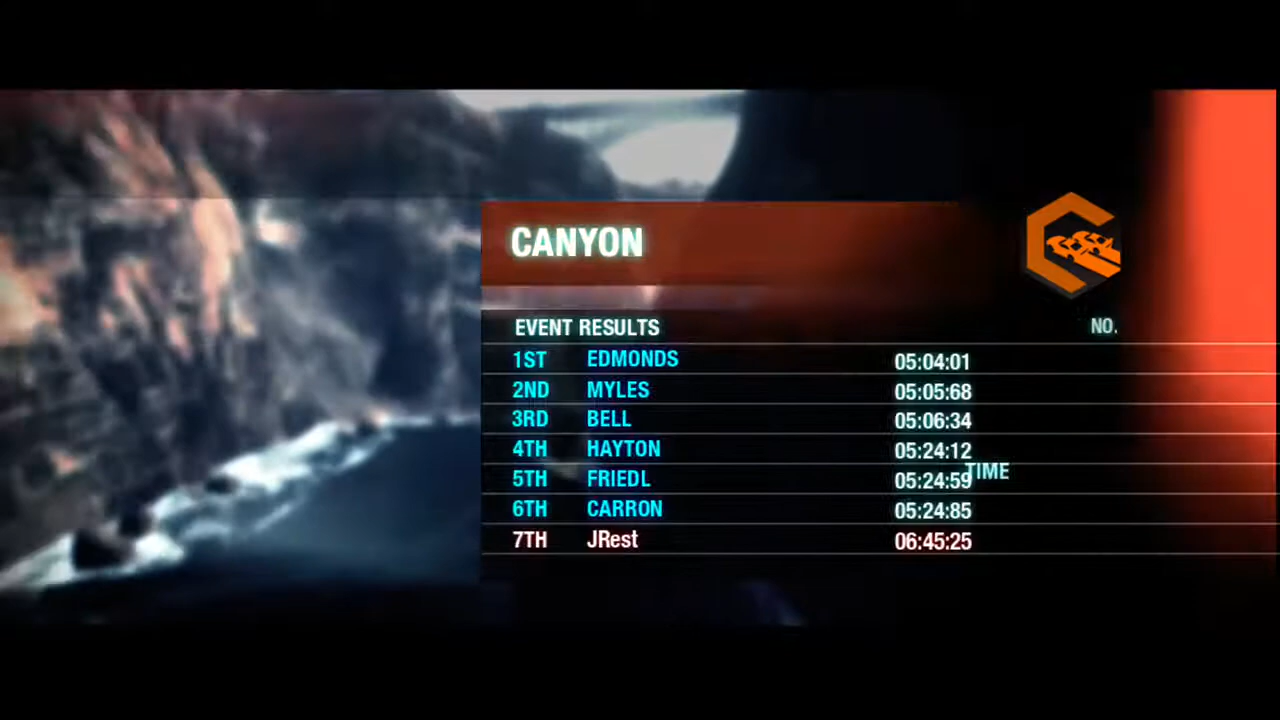 CANYON
EVENT RESULTS NO.
1ST EDMONDS 05:04:01
2ND MYLES 05:05:68
3RD BELL 05:06:34
4TH HAYTON 05:24:12
TIME
5TH FRIEDL 05:24:59
6TH CARRON 05:24:85
7TH JRest 06:45:25